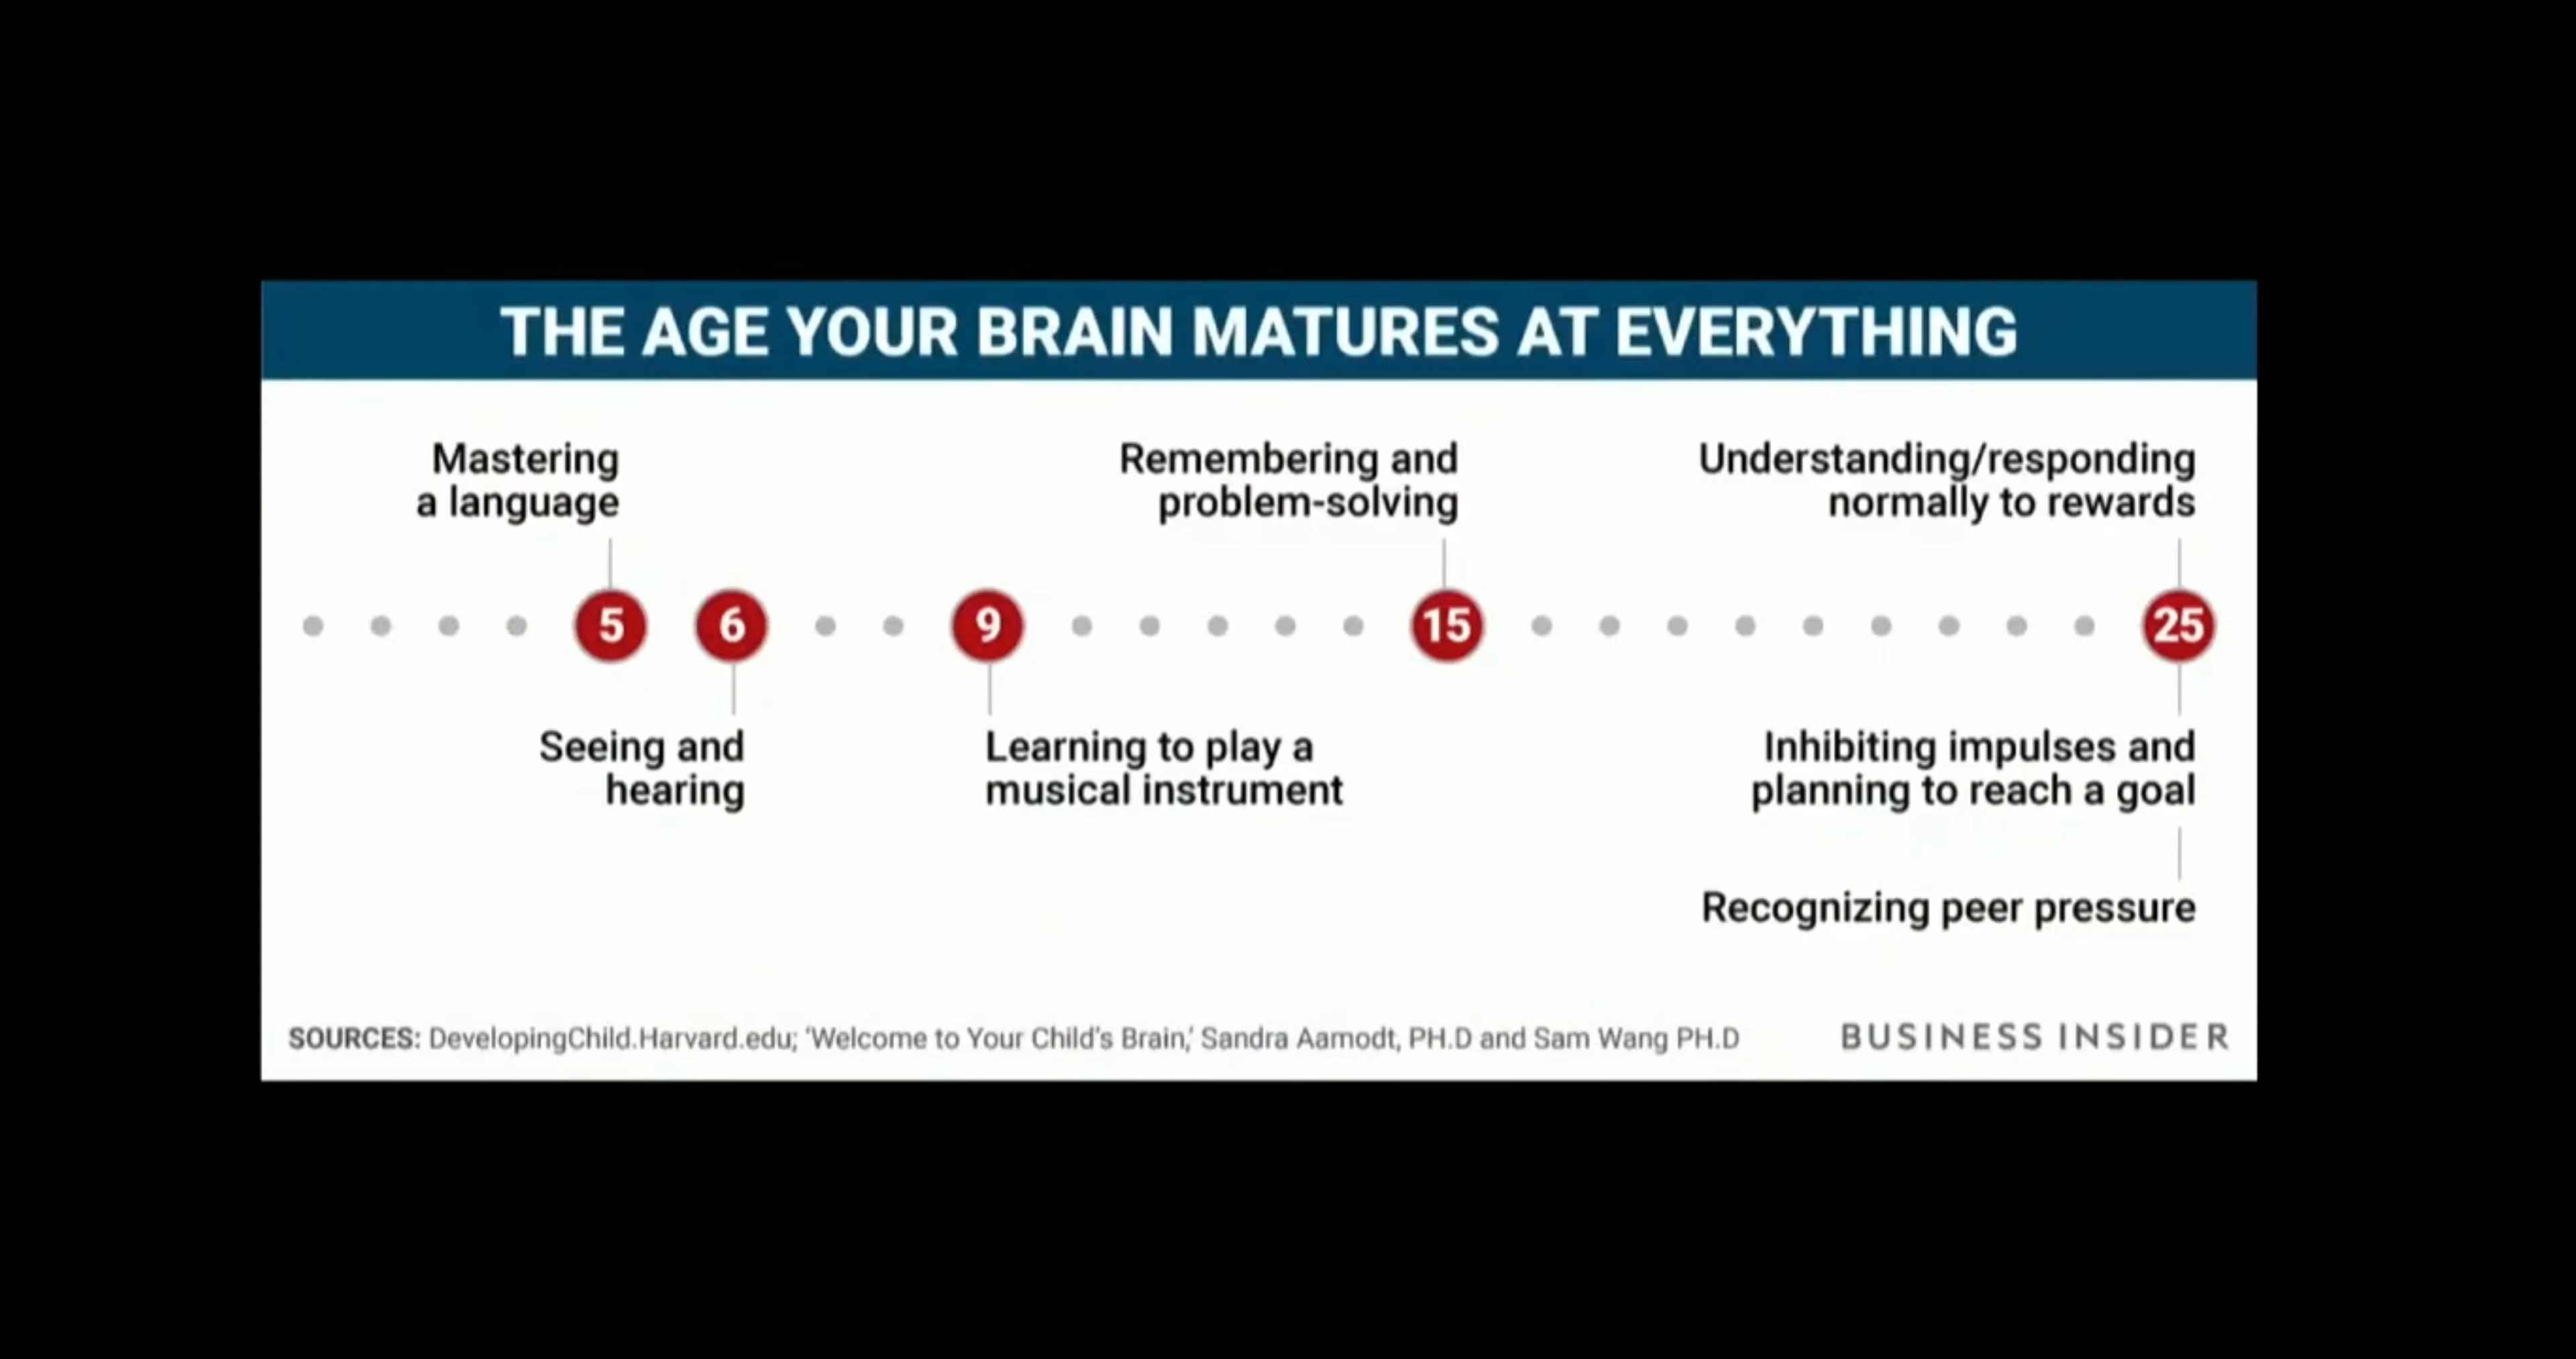 THE AGE YOUR BRAIN MATURES AT EVERYTHING
Mastering
a language
Remembering and
problem-solving
Understanding/responding
normally to rewards
5
6
9
15
25
Seeing and
hearing
Learning to play a
musical instrument
Inhibiting impulses and
planning to reach a goal
Recognizing peer pressure
SOURCES: DevelopingChild.Harvard.edu; ‘Welcome to Your Child's Brain,’ Sandra Aamodt, PH.D and Sam Wang PH.D
BUSINESS INSIDER